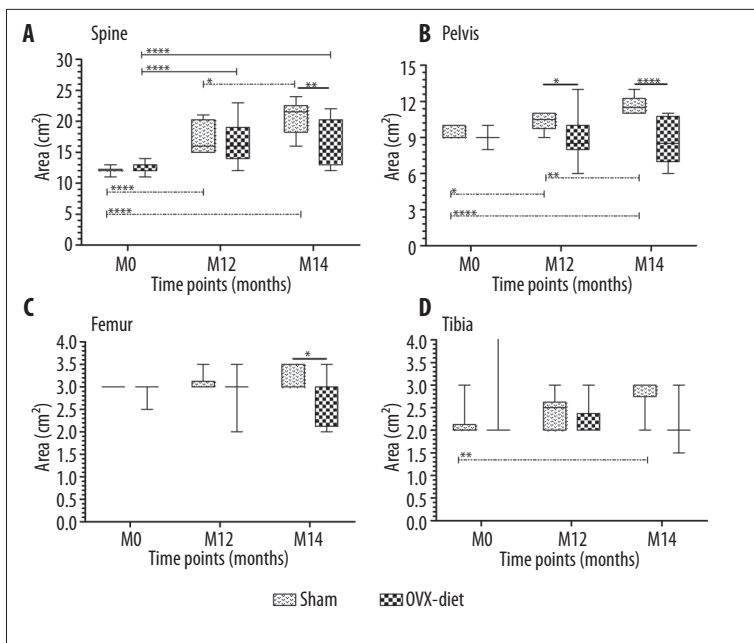 A Spine
Area (cm²)
30
25
20
15
10
5
0
****
****
*
**
****
****
M0 M12 M14
Time points (months)
B Pelvis
Area (cm²)
15
12
9
6
3
0
*
****
**
*
****
M0 M12 M14
Time points (months)
C Femur
Area (cm²)
4.0
3.5
3.0
2.5
2.0
1.5
1.0
0.5
0.0
*
M0 M12 M14
Time points (months)
D Tibia
Area (cm²)
4.0
3.5
3.0
2.5
2.0
1.5
1.0
0.5
0.0
**
M0 M12 M14
Time points (months)
Sham OVX-diet